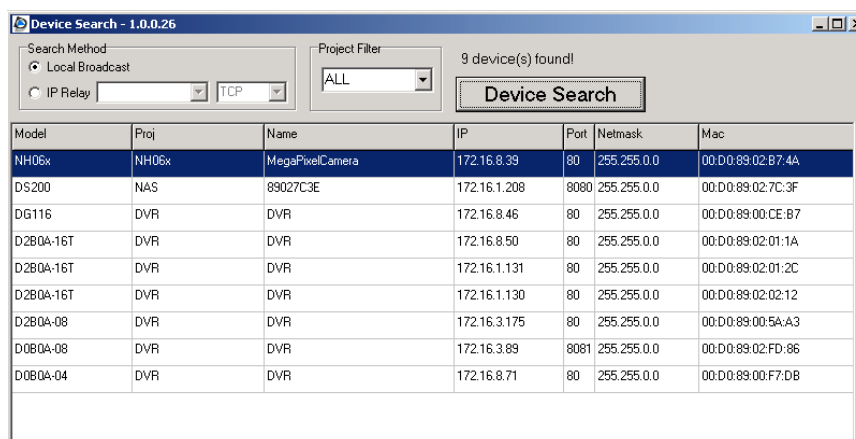 Device Search - 1.0.0.26
Search Method
Local Broadcast
IP Relay TCP
Project Filter
ALL
9 device(s) found!
Device Search
Model Proj Name IP Port Netmask Mac
NH06x NH06x MegaPixelCamera 172.16.8.39 80 255.255.0.0 00:D0:89:02:B7:4A
DS200 NAS 89027C3E 172.16.1.208 8080 255.255.0.0 00:D0:89:02:7C:3F
DG116 DVR DVR 172.16.8.46 80 255.255.0.0 00:D0:89:00:CE:B7
D2B0A-16T DVR DVR 172.16.8.50 80 255.255.0.0 00:D0:89:02:01:1A
D2B0A-16T DVR DVR 172.16.1.131 80 255.255.0.0 00:D0:89:02:01:2C
D2B0A-16T DVR DVR 172.16.1.130 80 255.255.0.0 00:D0:89:02:02:12
D2B0A-08 DVR DVR 172.16.3.175 80 255.255.0.0 00:D0:89:00:5A:A3
D0B0A-08 DVR DVR 172.16.3.89 8081 255.255.0.0 00:D0:89:02:FD:86
D0B0A-04 DVR DVR 172.16.8.71 80 255.255.0.0 00:D0:89:00:F7:DB